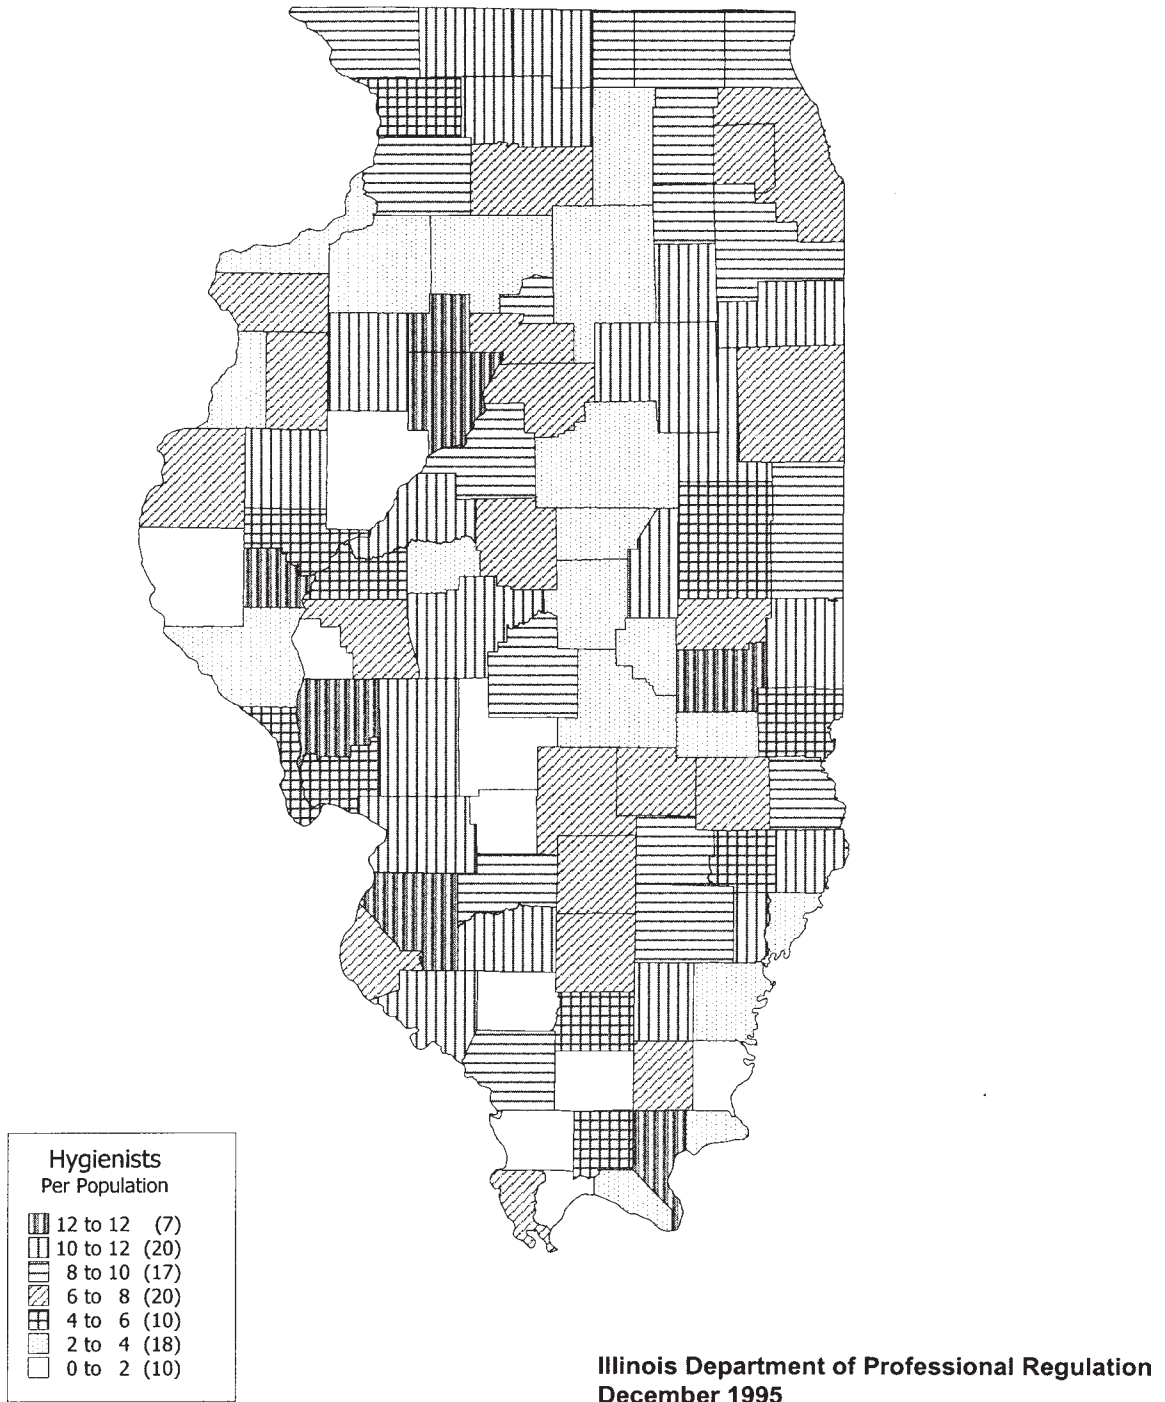 Hygienists
Per Population
12 to 12 (7)
10 to 12 (20)
8 to 10 (17)
6 to 8 (20)
4 to 6 (10)
2 to 4 (18)
0 to 2 (10)
Illinois Department of Professional Regulation
December 1995